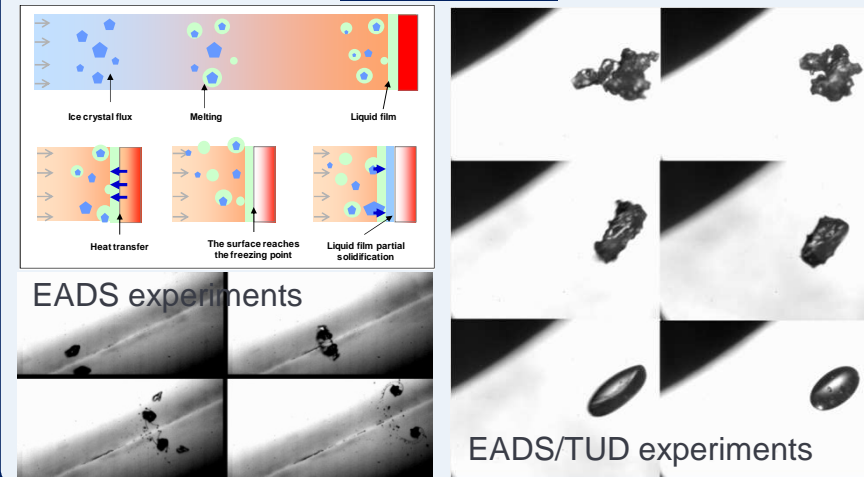 Ice crystal flux
Melting
Liquid film
Heat transfer
The surface reaches
the freezing point
Liquid film partial
solidification
EADS experiments
EADS/TUD experiments